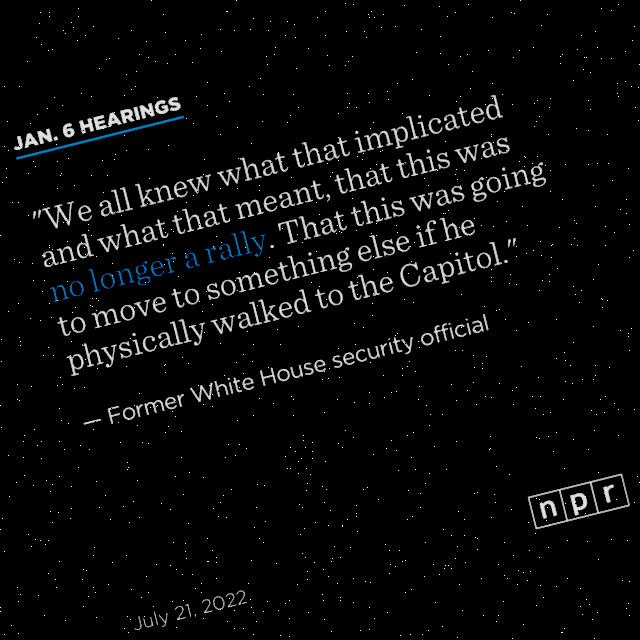 JAN. 6 HEARINGS
"We all knew what that implicated
and what that meant, that this was
no longer a rally. That this was going
to move to something else if he
physically walked to the Capitol."
— Former White House security official
npr
July 21, 2022